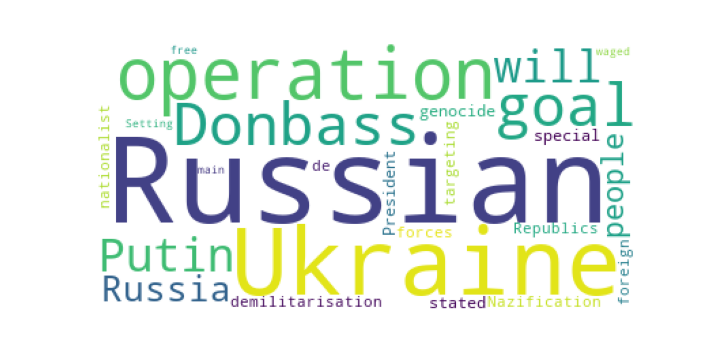 free
waged
operation
will
goal
Donbass
genocide
nationalist
Setting
special
targeting
people
Russian
main
de
President
Republics
forces
Putin
Ukraine
foreign
Russia
demilitarisation
stated
Nazification